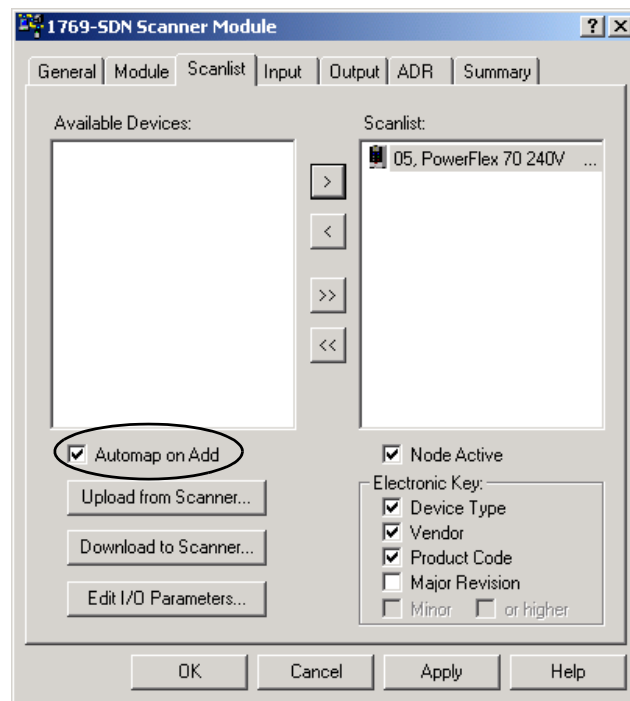 1769-SDN Scanner Module
? X
General Module Scanlist Input Output ADR Summary
Available Devices:
Scanlist:
05, PowerFlex 70 240V ...
>
<
>>
<<
Automap on Add
Node Active
Upload from Scanner...
Download to Scanner...
Edit I/O Parameters...
Electronic Key:
Device Type
Vendor
Product Code
Major Revision
Minor or higher
OK Cancel Apply Help